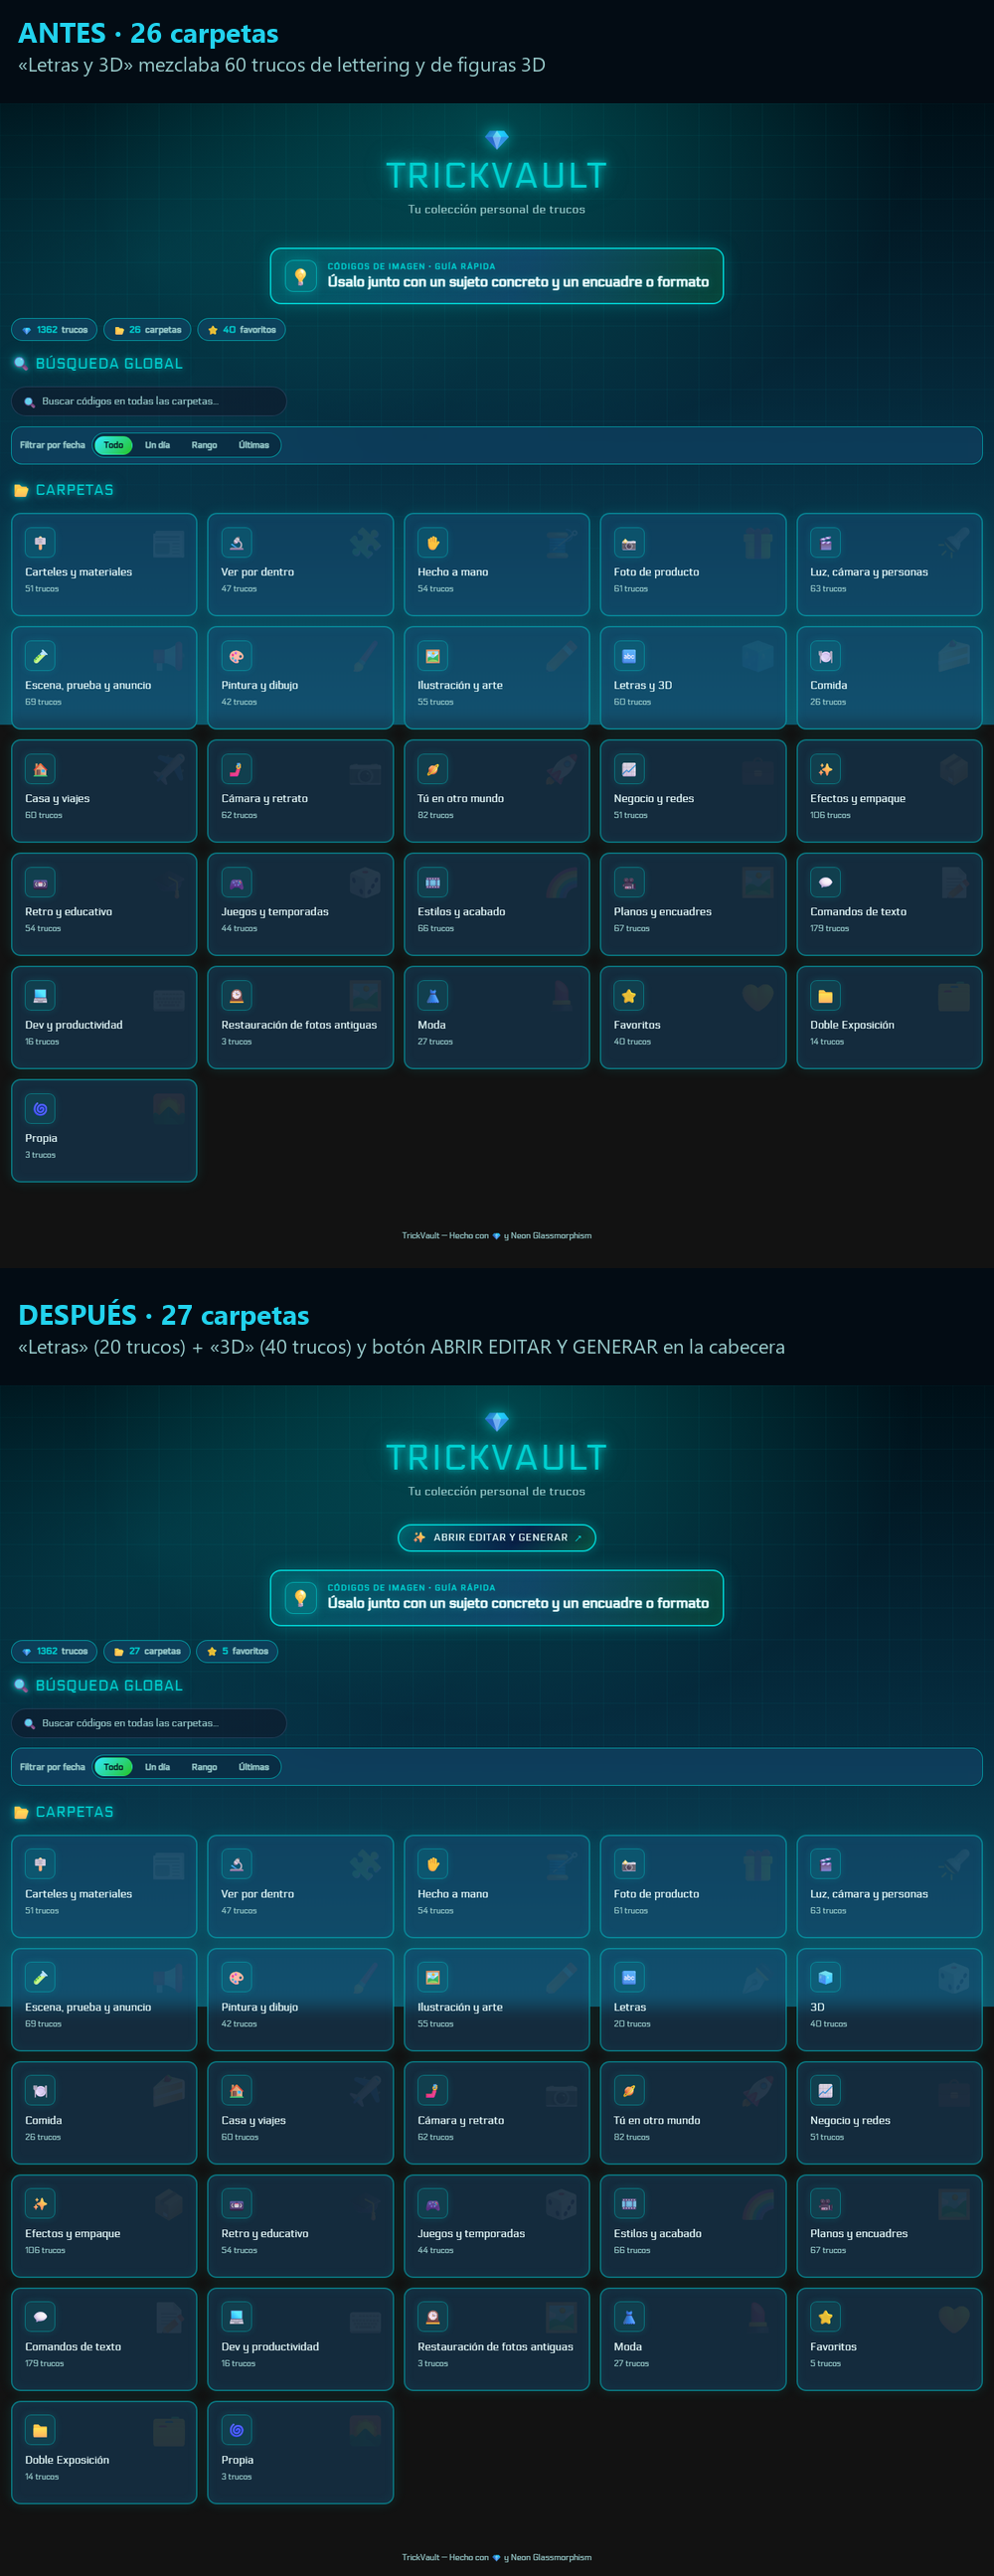 ANTES · 26 carpetas
«Letras y 3D» mezclaba 60 trucos de lettering y de figuras 3D
TRICKVAULT
Tu colección personal de trucos
CÓDIGOS DE IMAGEN • GUÍA RÁPIDA
Úsalo junto con un sujeto concreto y un encuadre o formato
1362 trucos 26 carpetas 40 favoritos
BÚSQUEDA GLOBAL
Buscar códigos en todas las carpetas...
Filtrar por fecha Todo Un día Rango Últimas
CARPETAS
Carteles y materiales
51 trucos
Ver por dentro
47 trucos
Hecho a mano
54 trucos
Foto de producto
61 trucos
Luz, cámara y personas
63 trucos
Escena, prueba y anuncio
69 trucos
Pintura y dibujo
42 trucos
Ilustración y arte
55 trucos
abc
Letras y 3D
60 trucos
Comida
26 trucos
Casa y viajes
60 trucos
Cámara y retrato
62 trucos
Tú en otro mundo
82 trucos
Negocio y redes
51 trucos
Efectos y empaque
106 trucos
Retro y educativo
54 trucos
Juegos y temporadas
44 trucos
Estilos y acabado
66 trucos
Planos y encuadres
67 trucos
Comandos de texto
179 trucos
Dev y productividad
16 trucos
Restauración de fotos antiguas
3 trucos
Moda
27 trucos
Favoritos
40 trucos
Doble Exposición
14 trucos
Propia
3 trucos
TrickVault — Hecho con 💎 y Neon Glassmorphism
DESPUÉS · 27 carpetas
«Letras» (20 trucos) + «3D» (40 trucos) y botón ABRIR EDITAR Y GENERAR en la cabecera
TRICKVAULT
Tu colección personal de trucos
ABRIR EDITAR Y GENERAR ↗
CÓDIGOS DE IMAGEN • GUÍA RÁPIDA
Úsalo junto con un sujeto concreto y un encuadre o formato
1362 trucos 27 carpetas 5 favoritos
BÚSQUEDA GLOBAL
Buscar códigos en todas las carpetas...
Filtrar por fecha Todo Un día Rango Últimas
CARPETAS
Carteles y materiales
51 trucos
Ver por dentro
47 trucos
Hecho a mano
54 trucos
Foto de producto
61 trucos
Luz, cámara y personas
63 trucos
Escena, prueba y anuncio
69 trucos
Pintura y dibujo
42 trucos
Ilustración y arte
55 trucos
abc
Letras
20 trucos
3D
40 trucos
Comida
26 trucos
Casa y viajes
60 trucos
Cámara y retrato
62 trucos
Tú en otro mundo
82 trucos
Negocio y redes
51 trucos
Efectos y empaque
106 trucos
Retro y educativo
54 trucos
Juegos y temporadas
44 trucos
Estilos y acabado
66 trucos
Planos y encuadres
67 trucos
Comandos de texto
179 trucos
Dev y productividad
16 trucos
Restauración de fotos antiguas
3 trucos
Moda
27 trucos
Favoritos
5 trucos
Doble Exposición
14 trucos
Propia
3 trucos
TrickVault — Hecho con 💎 y Neon Glassmorphism